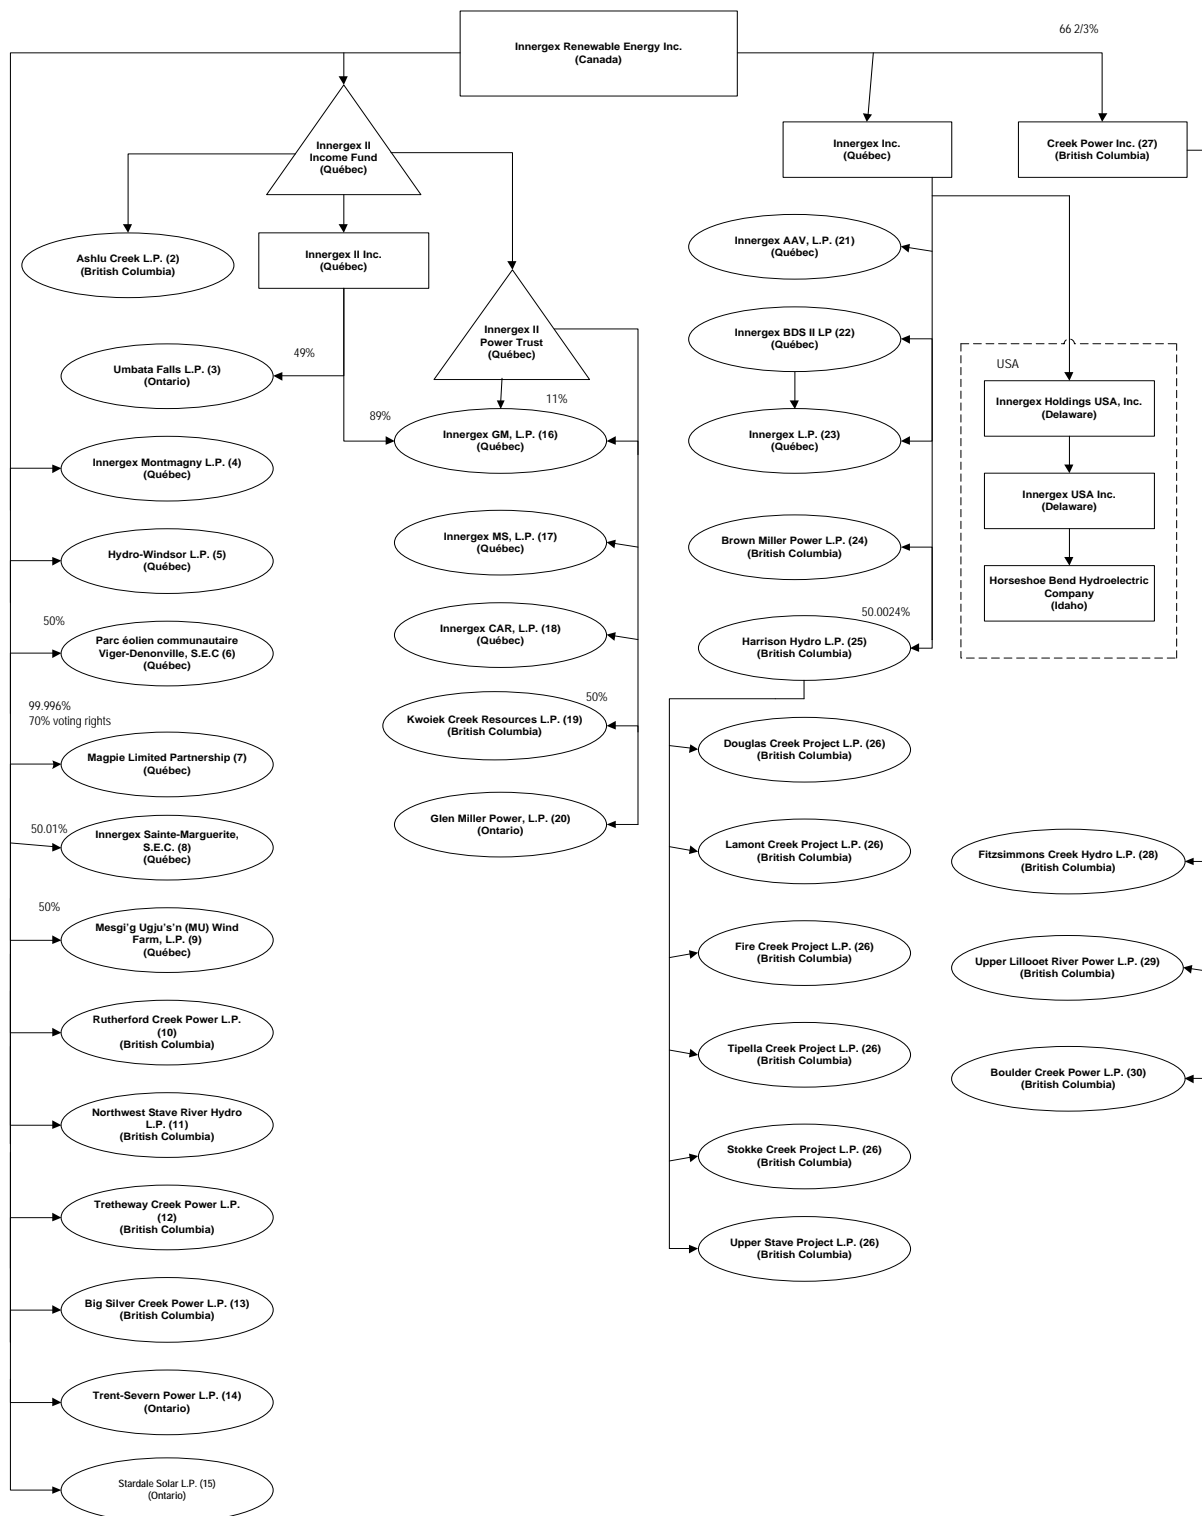 Innergex Renewable Energy Inc.
(Canada)
66 2/3%
Innergex II
Income Fund
(Québec)
Innergex Inc.
(Québec)
Creek Power Inc. (27)
(British Columbia)
Ashlu Creek L.P. (2)
(British Columbia)
Innergex II Inc.
(Québec)
Innergex II
Power Trust
(Québec)
49%
Umbata Falls L.P. (3)
(Ontario)
89%
11%
Innergex GM, L.P. (16)
(Québec)
Innergex Montmagny L.P. (4)
(Québec)
Hydro-Windsor L.P. (5)
(Québec)
50%
Parc éolien communautaire
Viger-Denonville, S.E.C (6)
(Québec)
99.996%
70% voting rights
Magpie Limited Partnership (7)
(Québec)
50.01%
Innergex Sainte-Marguerite,
S.E.C. (8)
(Québec)
50%
Mesgi'g Ugju's'n (MU) Wind
Farm, L.P. (9)
(Québec)
Rutherford Creek Power L.P.
(10)
(British Columbia)
Northwest Stave River Hydro
L.P. (11)
(British Columbia)
Tretheway Creek Power L.P.
(12)
(British Columbia)
Big Silver Creek Power L.P. (13)
(British Columbia)
Trent-Severn Power L.P. (14)
(Ontario)
Stardale Solar L.P. (15)
(Ontario)
Innergex MS, L.P. (17)
(Québec)
Innergex CAR, L.P. (18)
(Québec)
50%
Kwoiek Creek Resources L.P. (19)
(British Columbia)
Glen Miller Power, L.P. (20)
(Ontario)
Innergex AAV, L.P. (21)
(Québec)
Innergex BDS II LP (22)
(Québec)
Innergex L.P. (23)
(Québec)
Brown Miller Power L.P. (24)
(British Columbia)
50.0024%
Harrison Hydro L.P. (25)
(British Columbia)
Douglas Creek Project L.P. (26)
(British Columbia)
Lamont Creek Project L.P. (26)
(British Columbia)
Fire Creek Project L.P. (26)
(British Columbia)
Tipella Creek Project L.P. (26)
(British Columbia)
Stokke Creek Project L.P. (26)
(British Columbia)
Upper Stave Project L.P. (26)
(British Columbia)
USA
Innergex Holdings USA, Inc.
(Delaware)
Innergex USA Inc.
(Delaware)
Horseshoe Bend Hydroelectric
Company
(Idaho)
Fitzsimmons Creek Hydro L.P. (28)
(British Columbia)
Upper Lillooet River Power L.P. (29)
(British Columbia)
Boulder Creek Power L.P. (30)
(British Columbia)